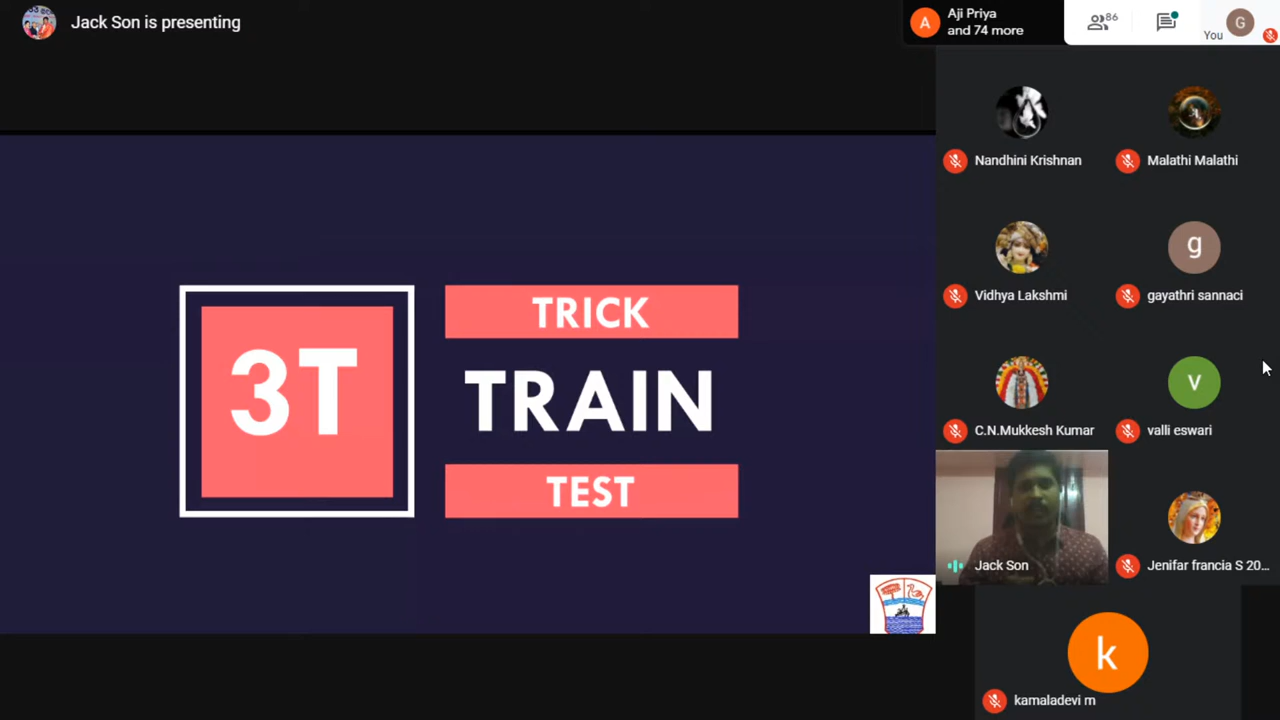 Jack Son is presenting
Aji Priya
and 74 more
86
You
G
A
Nandhini Krishnan
Malathi Malathi
Vidhya Lakshmi
g
gayathri sannaci
C.N.Mukkesh Kumar
v
valli eswari
3T
TRICK
TRAIN
TEST
Jack Son
Jenifar francia S 20...
k
kamaladevi m